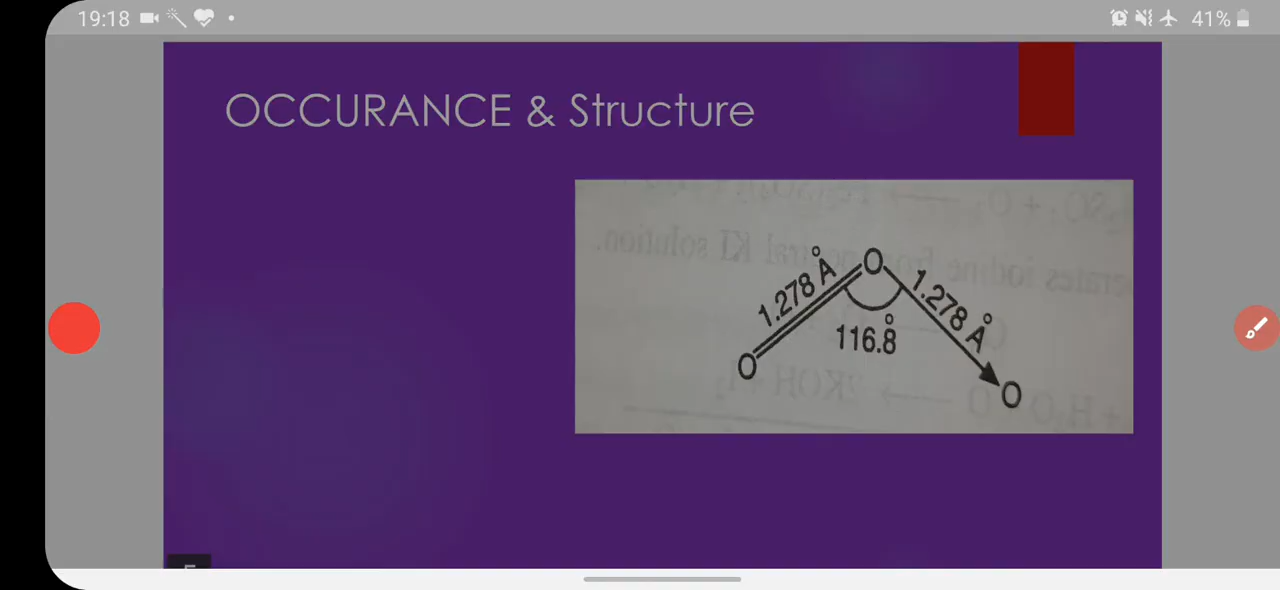 19:18
41%
OCCURANCE & Structure
O
1.278 Å
1.278 Å
116.8°
O
O